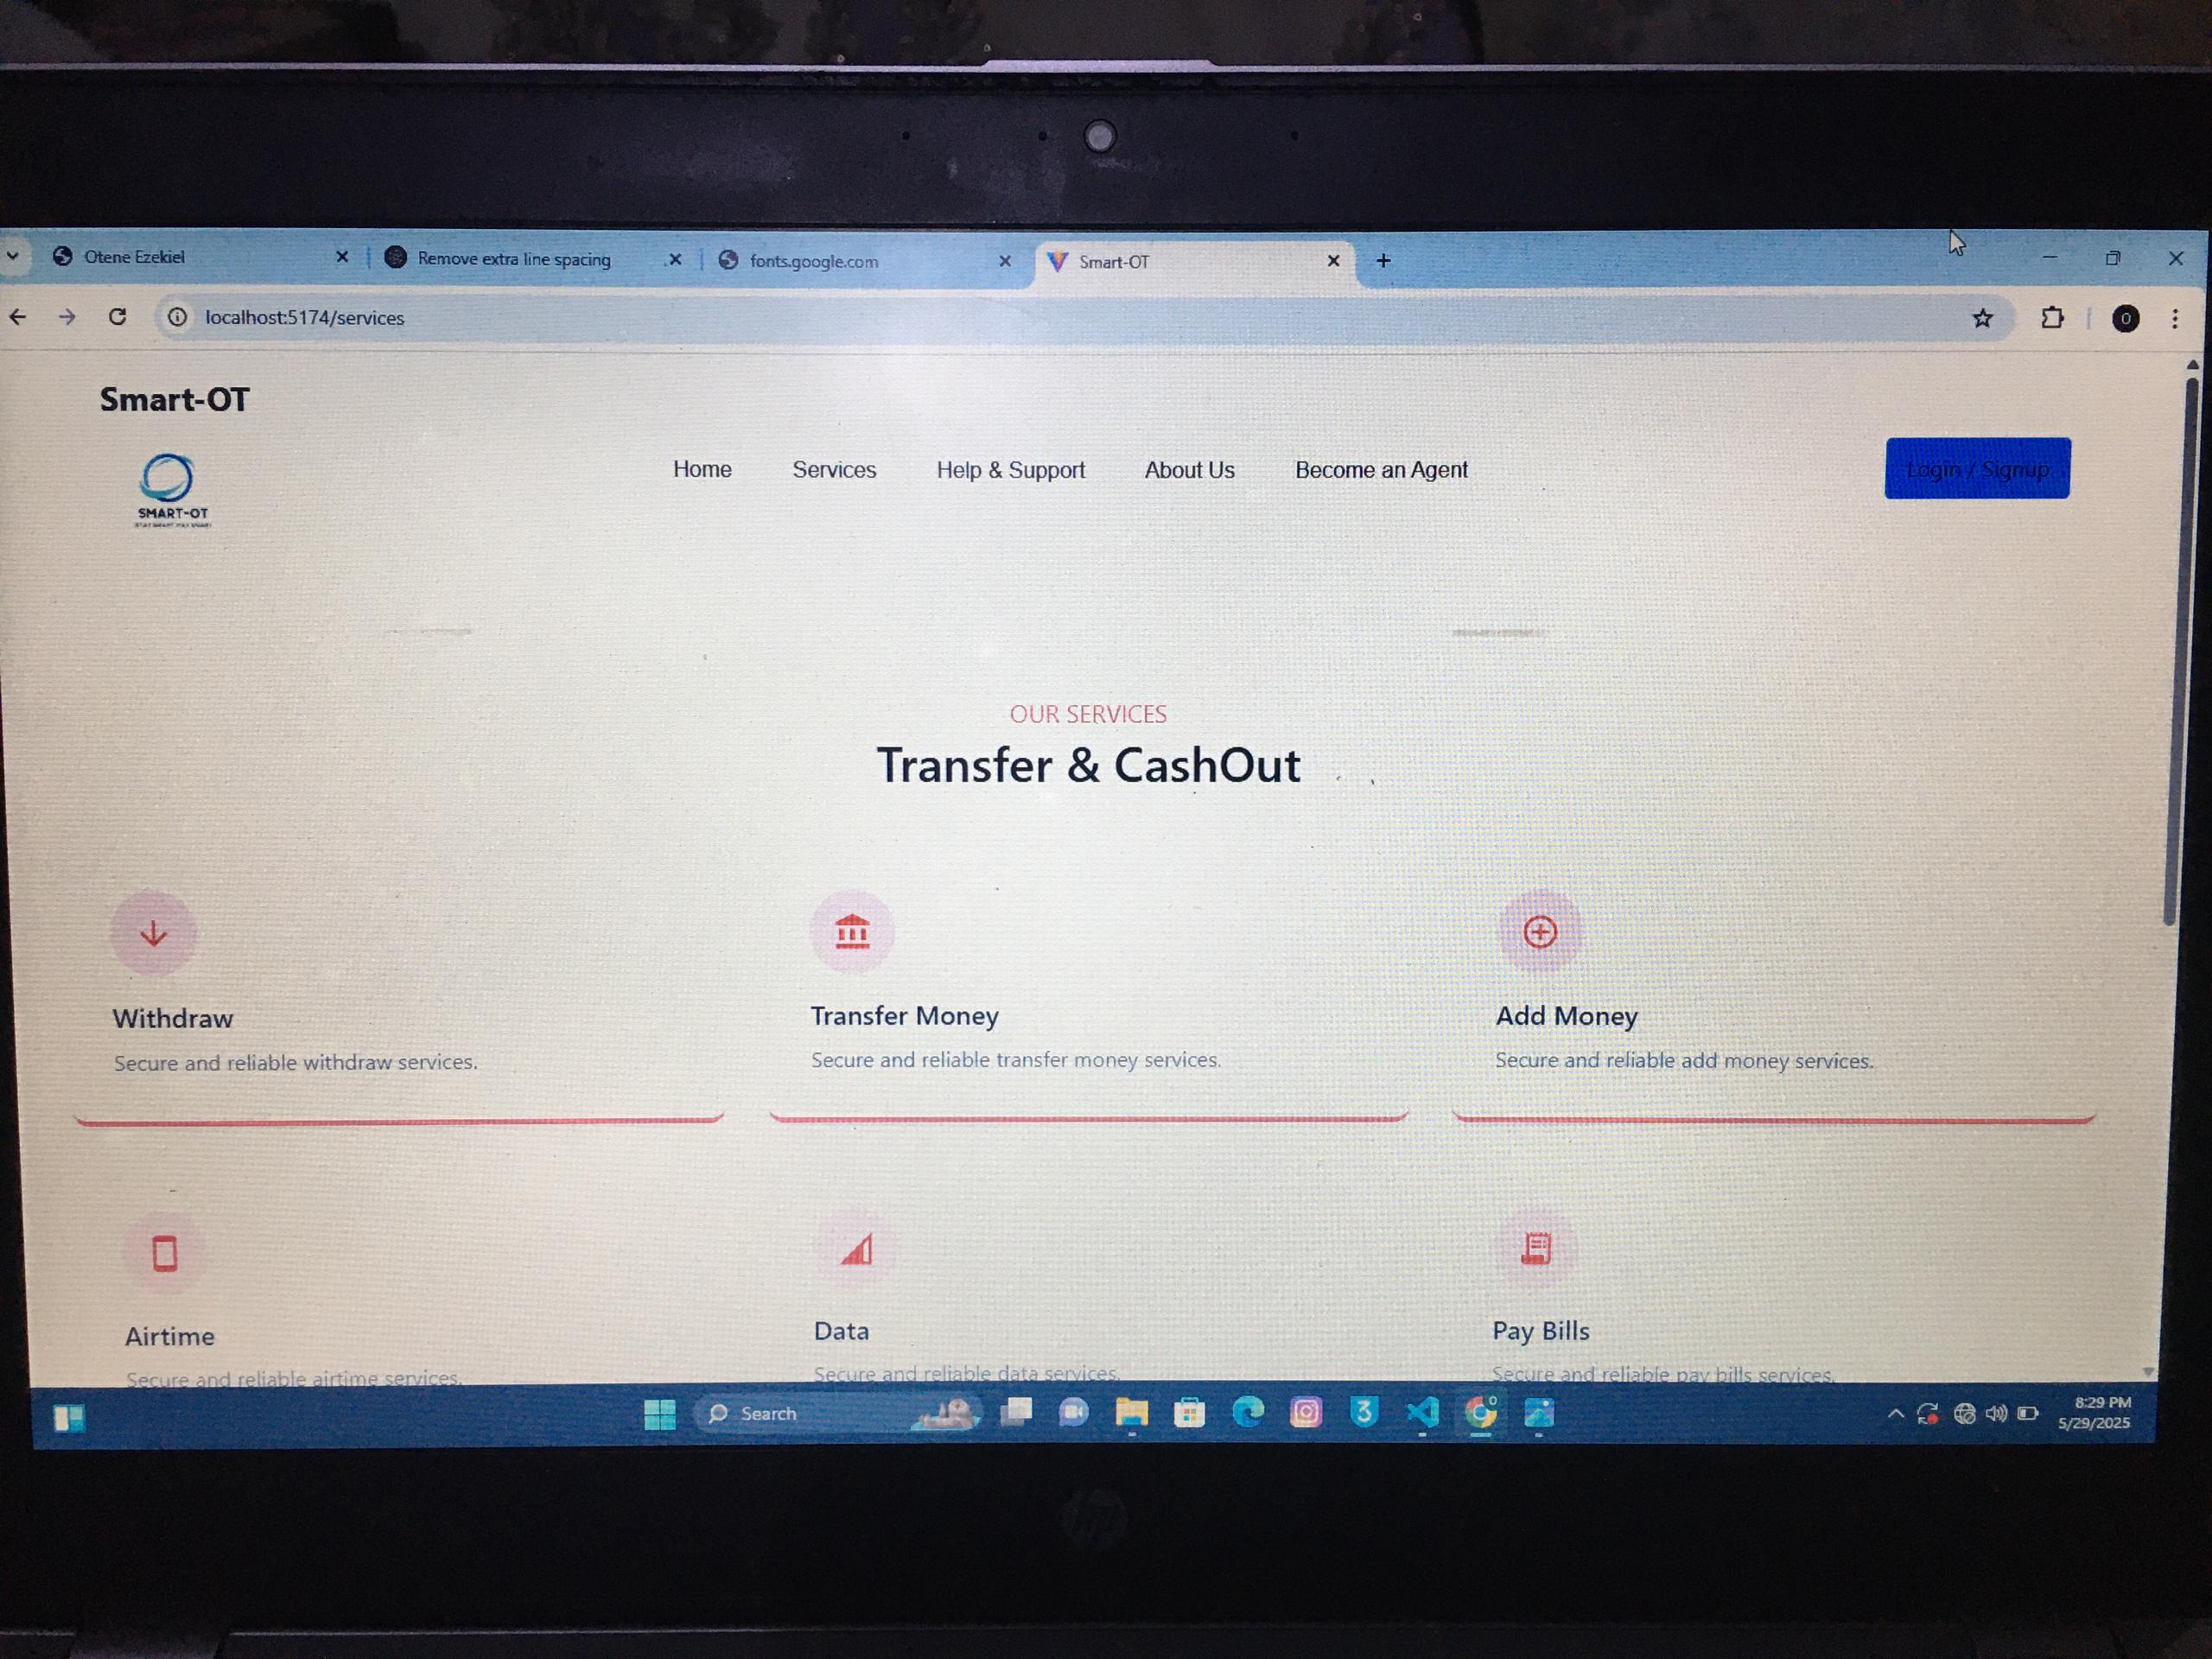 Otene Ezekiel
Remove extra line spacing
fonts.google.com
Smart-OT
localhost:5174/services
O
Smart-OT
SMART-OT
Home Services Help & Support About Us Become an Agent
Login / Signup
OUR SERVICES
Transfer & CashOut
Withdraw
Secure and reliable withdraw services.
Transfer Money
Secure and reliable transfer money services.
Add Money
Secure and reliable add money services.
Airtime
Secure and reliable airtime services.
Data
Secure and reliable data services.
Pay Bills
Secure and reliable pay bills services.
Search
8:29 PM
5/29/2025
hp